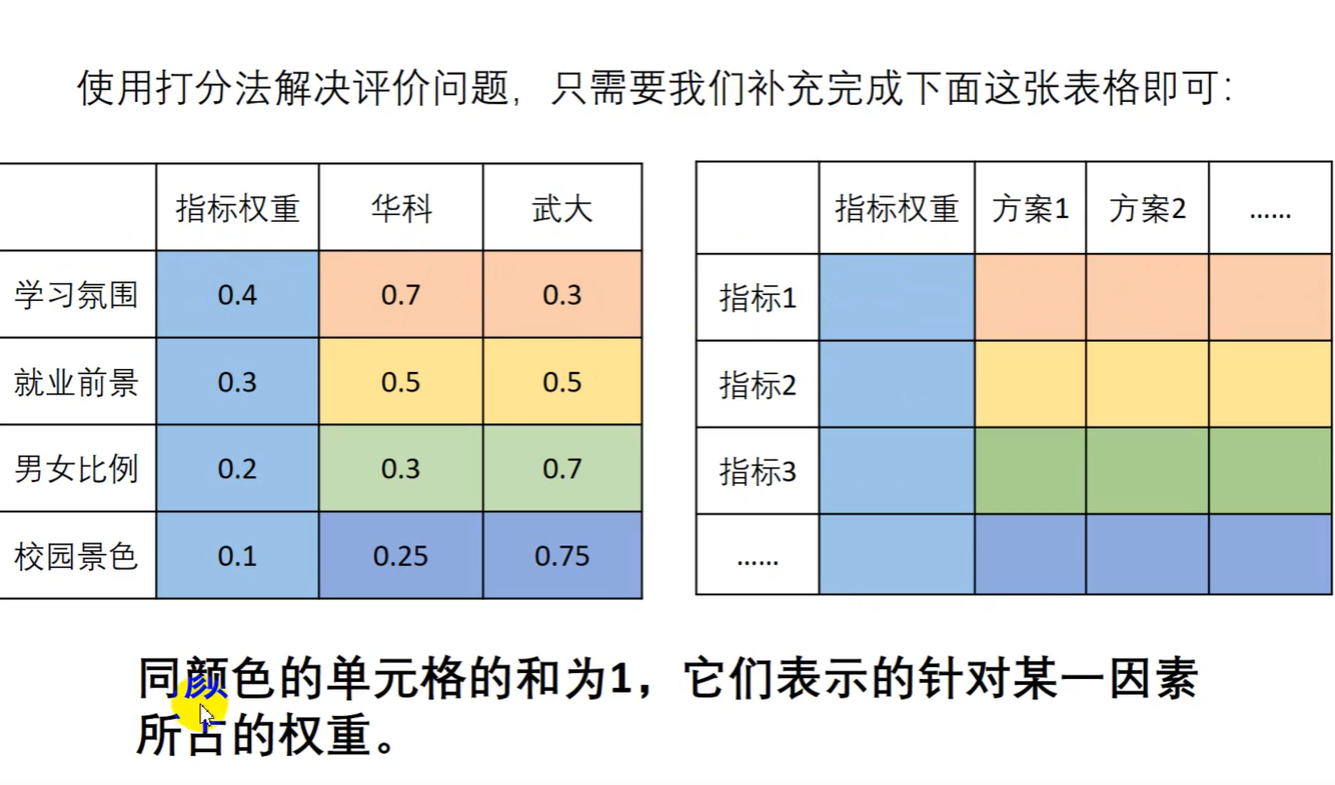 使用打分法解决评价问题，只需要我们补充完成下面这张表格即可：
指标权重 华科 武大
学习氛围 0.4 0.7 0.3
就业前景 0.3 0.5 0.5
男女比例 0.2 0.3 0.7
校园景色 0.1 0.25 0.75
指标权重 方案1 方案2 ……
指标1
指标2
指标3
……
同颜色的单元格的和为1，它们表示的针对某一因素
所占的权重。